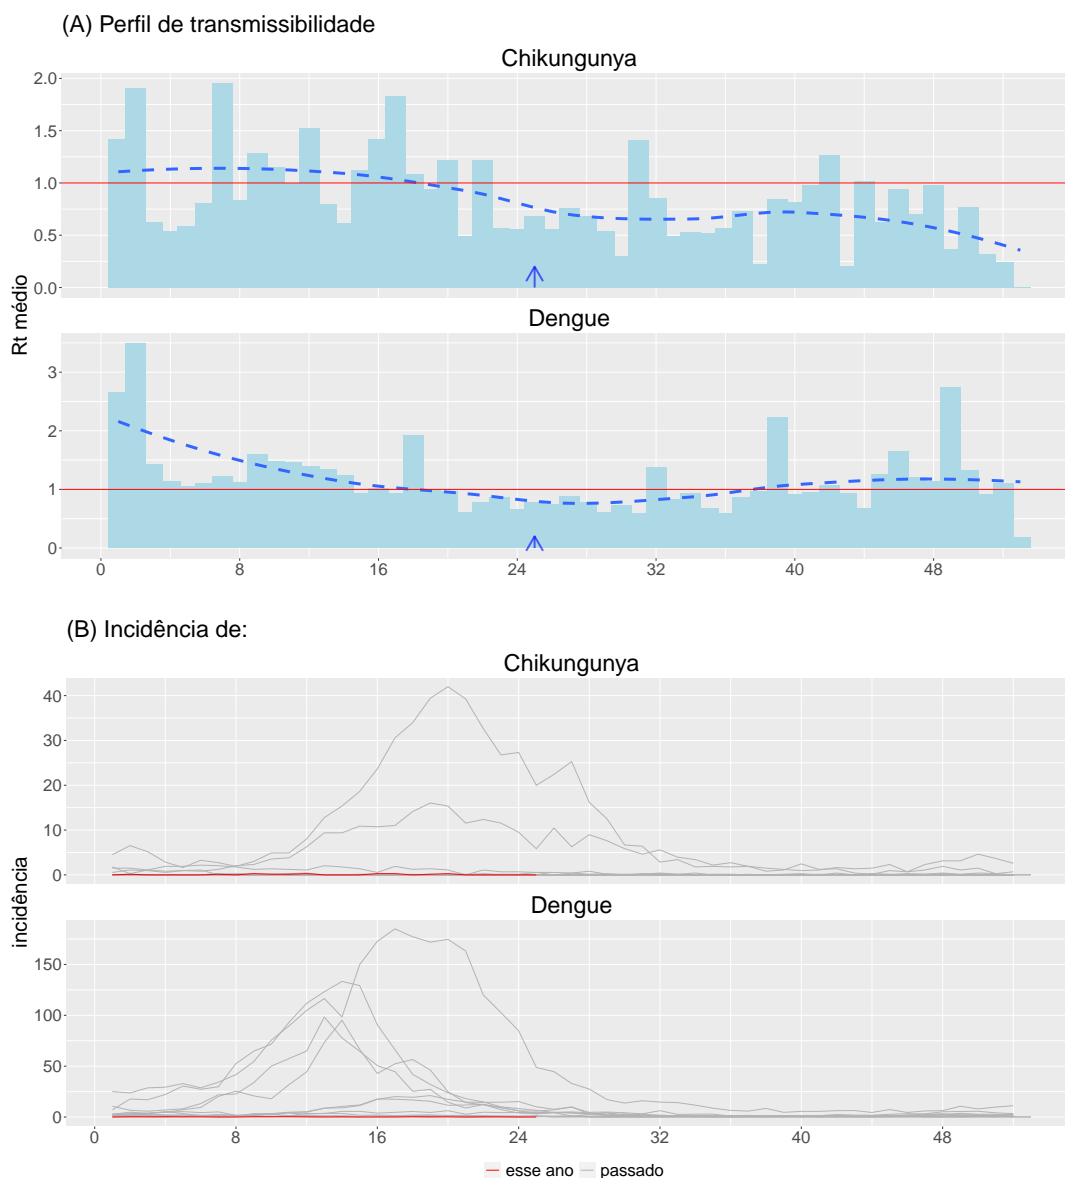 (A) Perfil de transmissibilidade
Chikungunya
2.0
1.5
1.0
0.5
0.0
Dengue
3
2
1
0
0 8 16 24 32 40 48
Rt médio
(B) Incidência de:
Chikungunya
40
30
20
10
0
Dengue
150
100
50
0
0 8 16 24 32 40 48
incidência
esse ano passado